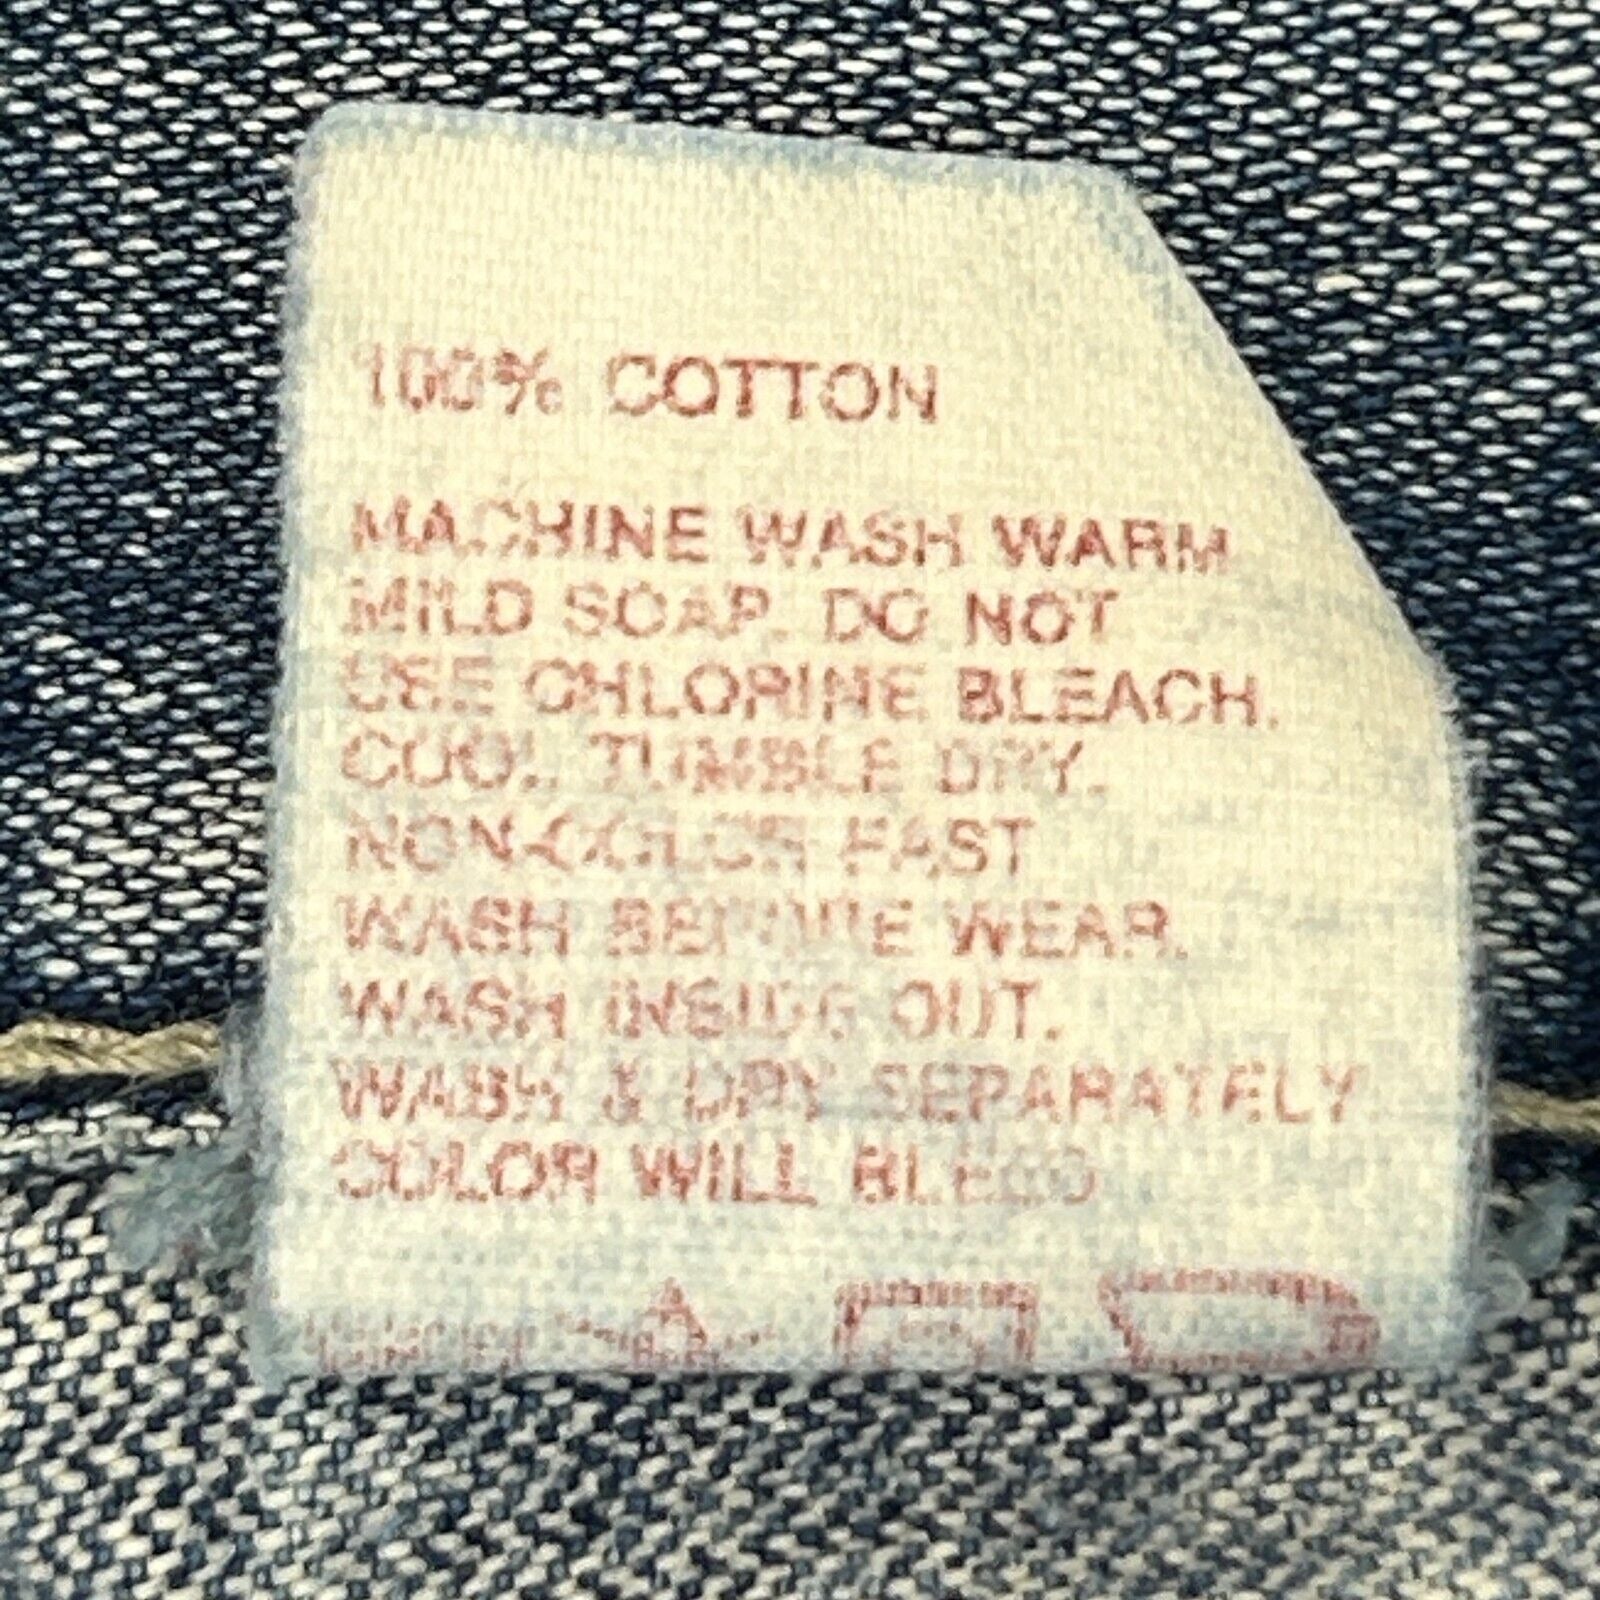 100% COTTON
MACHINE WASH WARM
MILD SOAP. DO NOT
USE CHLORINE BLEACH.
COOL TUMBLE DRY.
NON-COLOR FAST
WASH BEFORE WEAR.
WASH INSIDE OUT.
WASH & DRY SEPARATELY
COLOR WILL BLEED